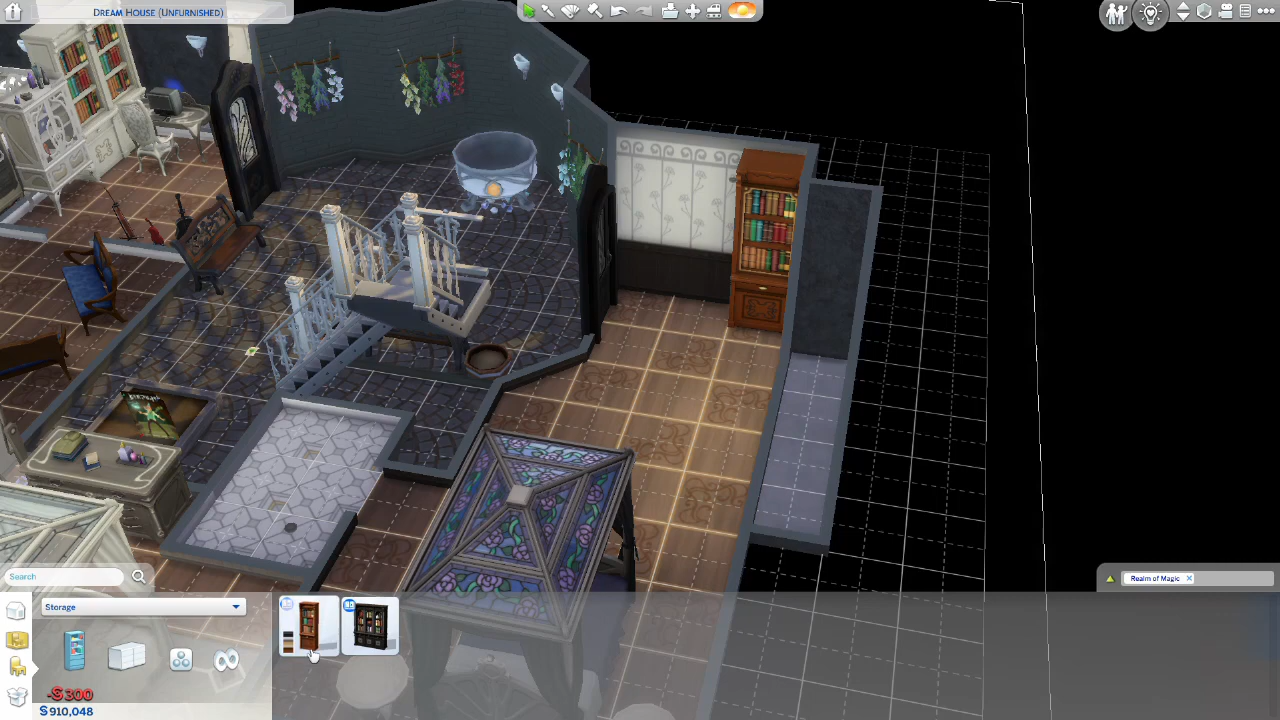 DREAM HOUSE (UNFURNISHED)
Search
Realm of Magic
Storage
-§300
§910,048